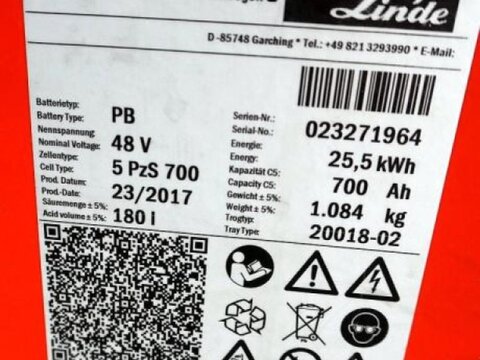 Linde
D-85748 Garching * Tel.: +49 821 3293990 * E-Mail:
Batterietyp:
Battery Type: PB
Nennspannung:
Nominal Voltage: 48 V
Zellentype:
Cell Type: 5 PzS 700
Prod. Datum:
Prod.-Date: 23/2017
Säuremenge ± 5%:
Acid volume ± 5%: 180 l
Serien-Nr.:
Serial-No.: 023271964
Energie:
Energy: 25,5 kWh
Kapazität C5:
Capacity C5: 700 Ah
Gewicht ± 5%:
Weight ± 5%: 1.084 kg
Trogtyp:
Tray Type: 20018-02
Pb